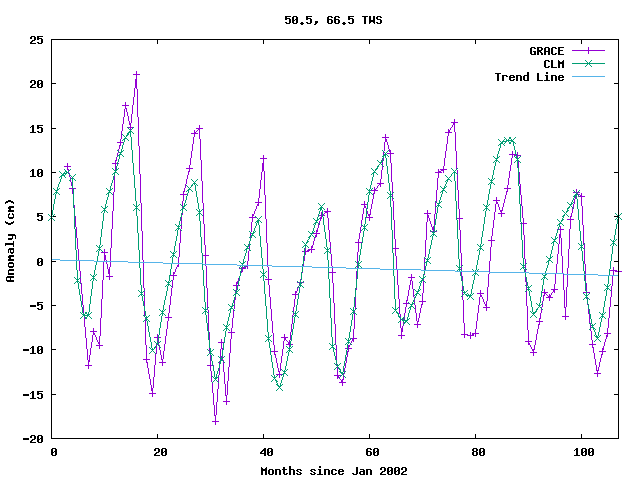 50.5, 66.5 TWS
GRACE
CLM
Trend Line
25
20
15
10
5
0
-5
-10
-15
-20
Anomaly (cm)
0 20 40 60 80 100
Months since Jan 2002